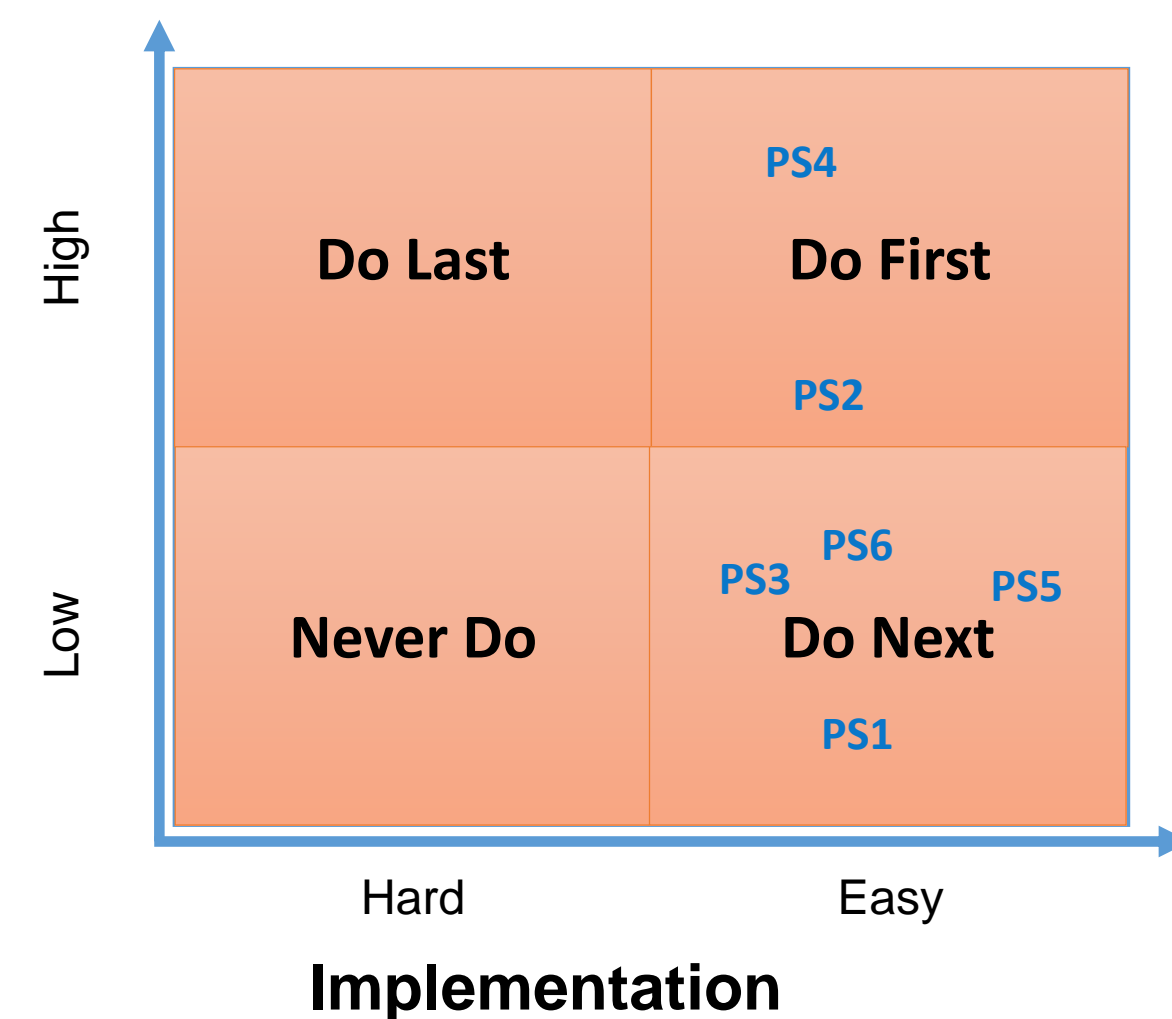 High
PS4
Do Last
Do First
PS2
Low
PS6
PS3
PS5
Never Do
Do Next
PS1
Hard
Easy
Implementation